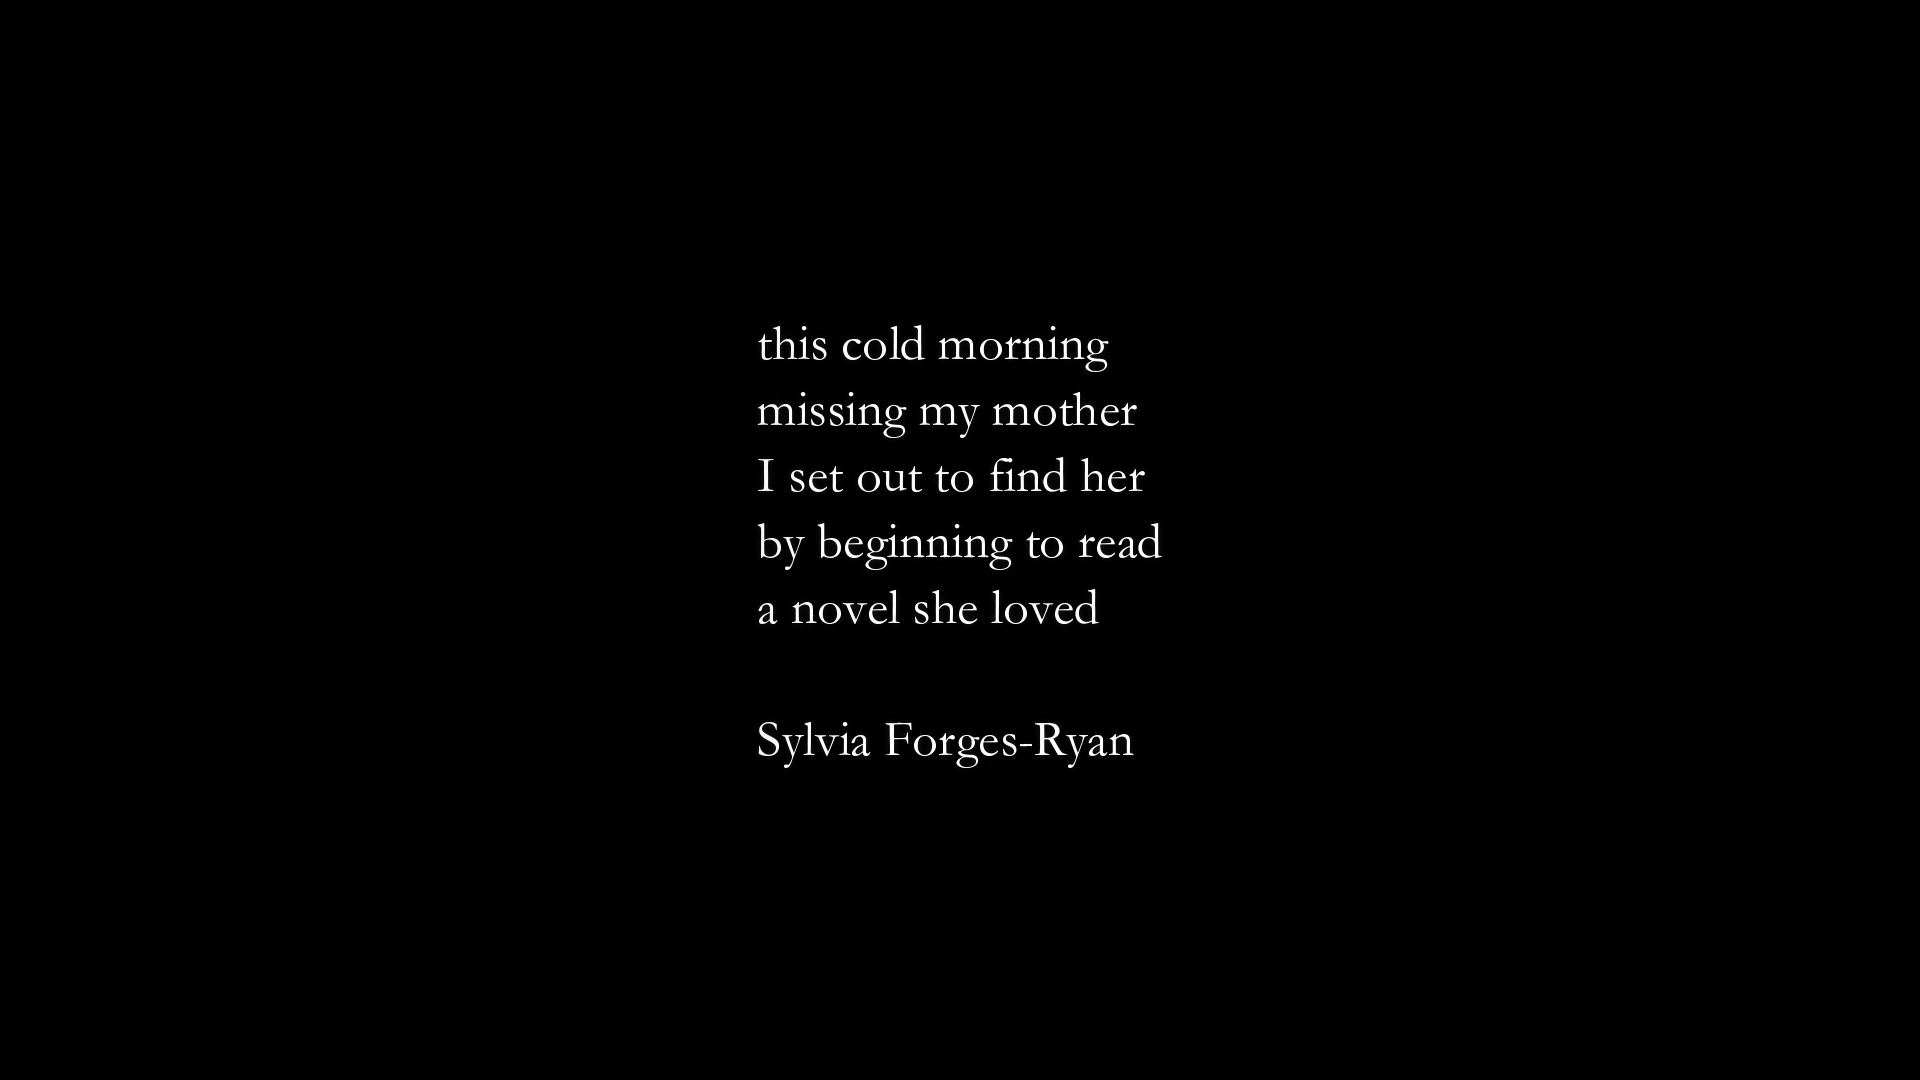 this cold morning
missing my mother
I set out to find her
by beginning to read
a novel she loved
Sylvia Forges-Ryan